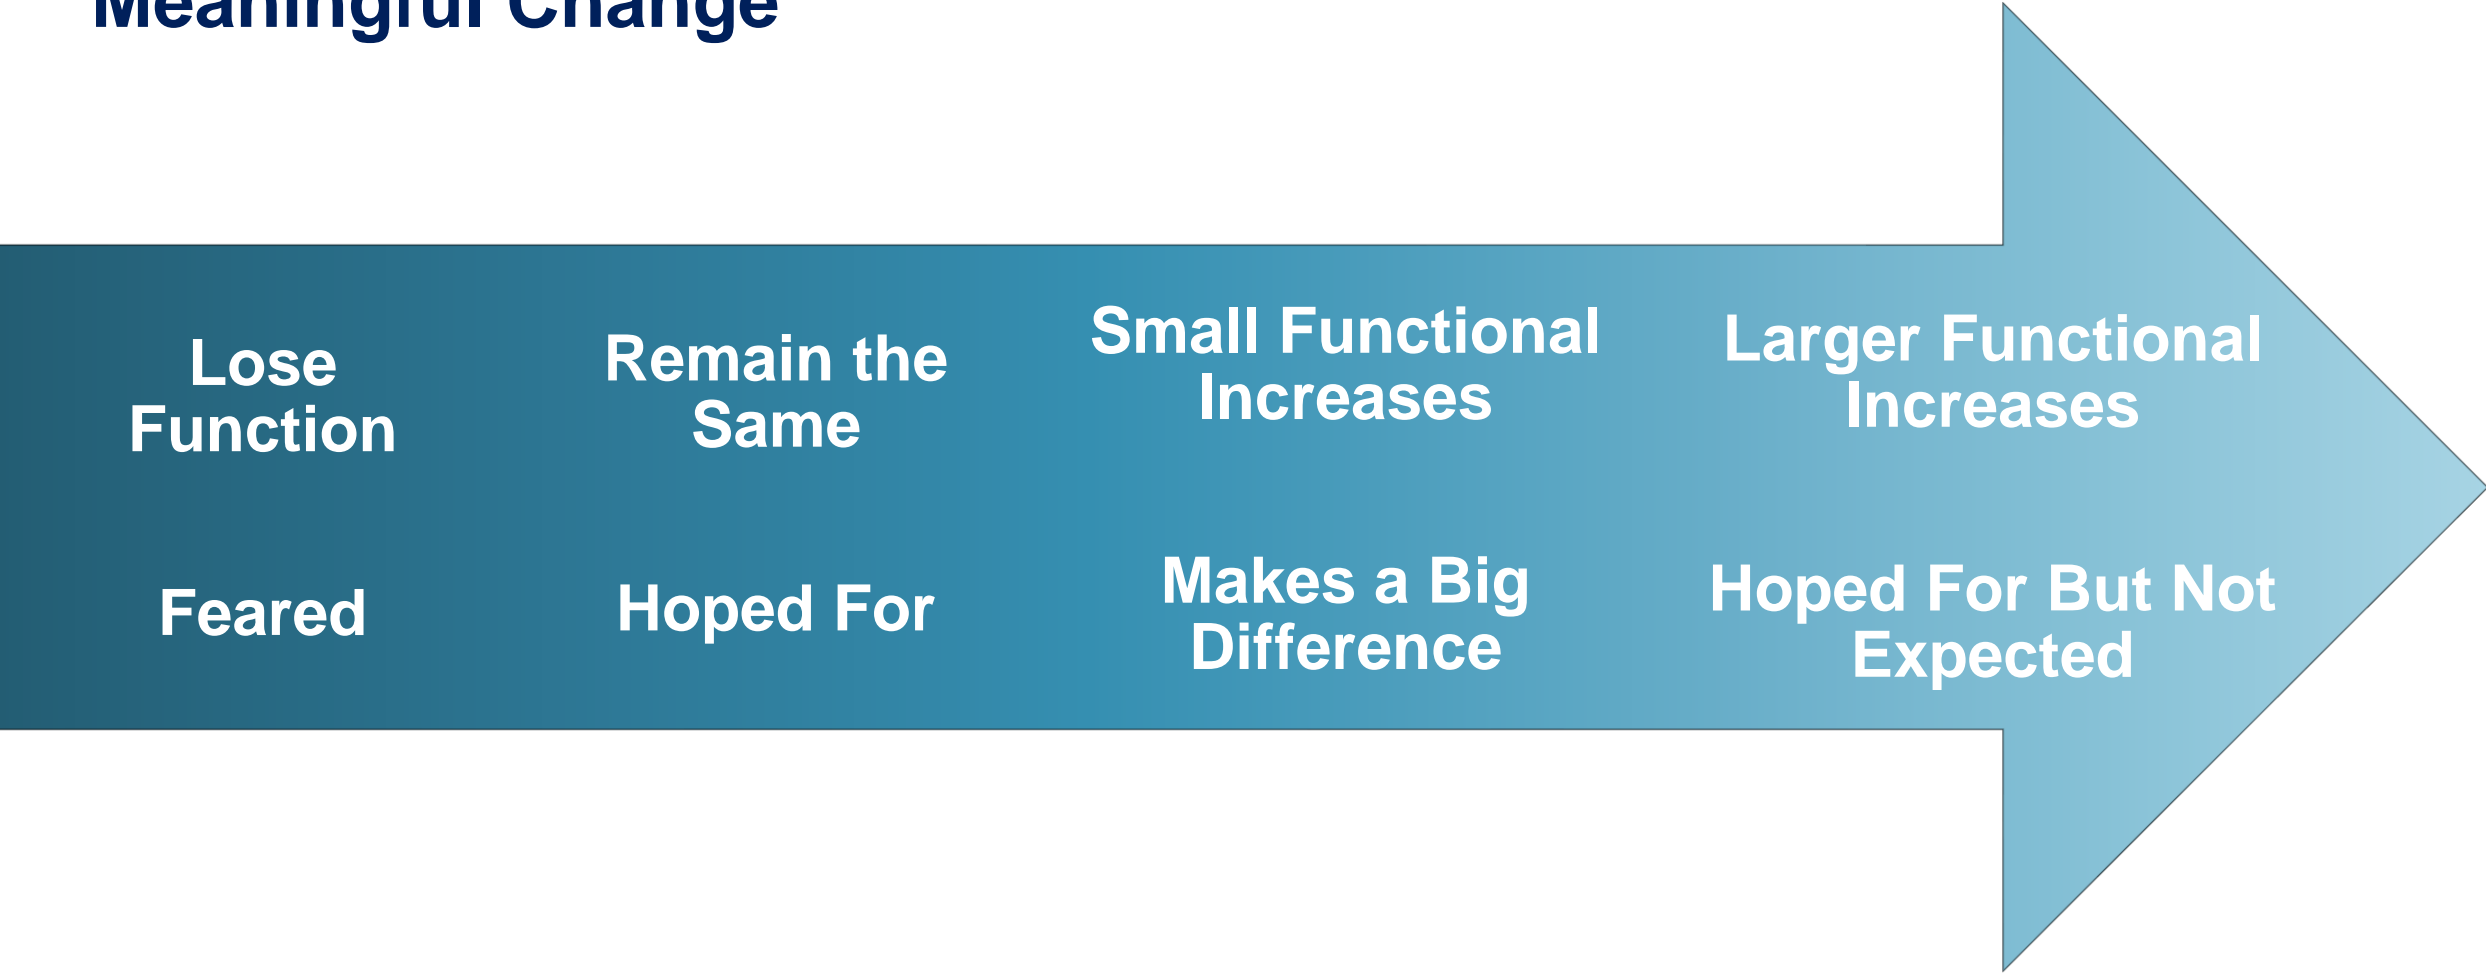 Meaningful Change
Small Functional
Increases
Larger Functional
Increases
Remain the
Same
Lose
Function
Makes a Big
Difference
Hoped For But Not
Expected
Hoped For
Feared